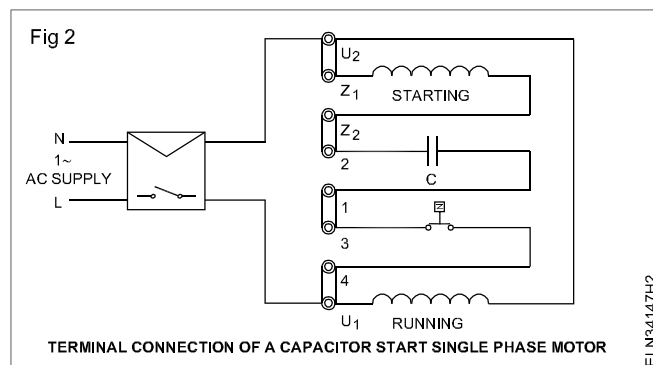 Fig 2
U2
Z1
STARTING
N
1~
AC SUPPLY
L
Z2
2
C
1
3
4
U1
RUNNING
TERMINAL CONNECTION OF A CAPACITOR START SINGLE PHASE MOTOR
ELN34147H2